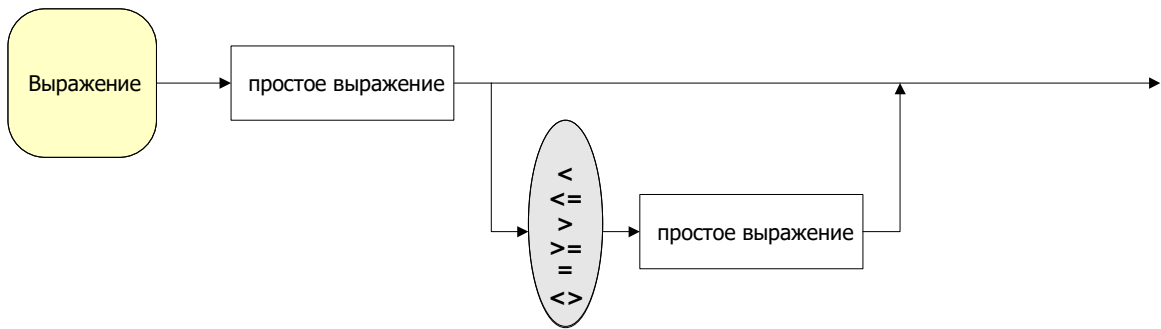 Выражение
простое выражение
<
<=
>
>=
=
<>
простое выражение